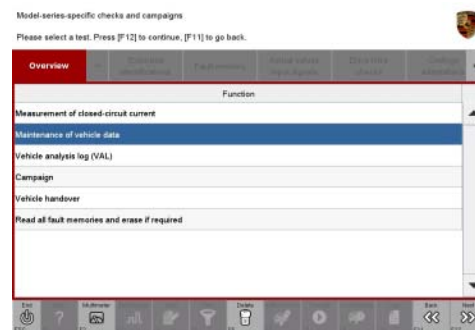 Model-series-specific checks and campaigns
Please select a test. Press [F12] to continue, [F11] to go back.
Overview
Function
Measurement of closed-circuit current
Maintenance of vehicle data
Vehicle analysis log (VAL)
Campaign
Vehicle handover
Read all fault memories and erase if required
End
Multimeter
Delete
Back
Next